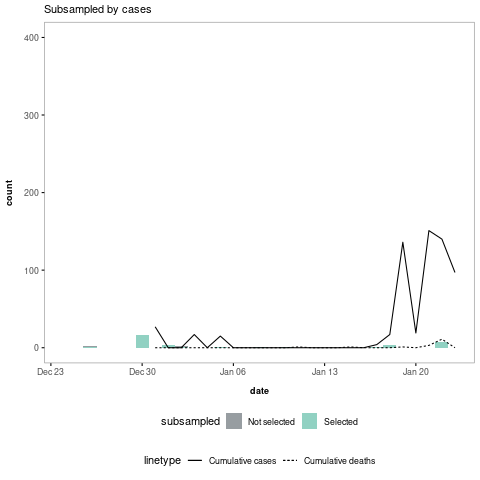 Subsampled by cases
400
300
200
100
0
count
Dec 23 Dec 30 Jan 06 Jan 13 Jan 20
date
subsampled Not selected Selected
linetype Cumulative cases Cumulative deaths